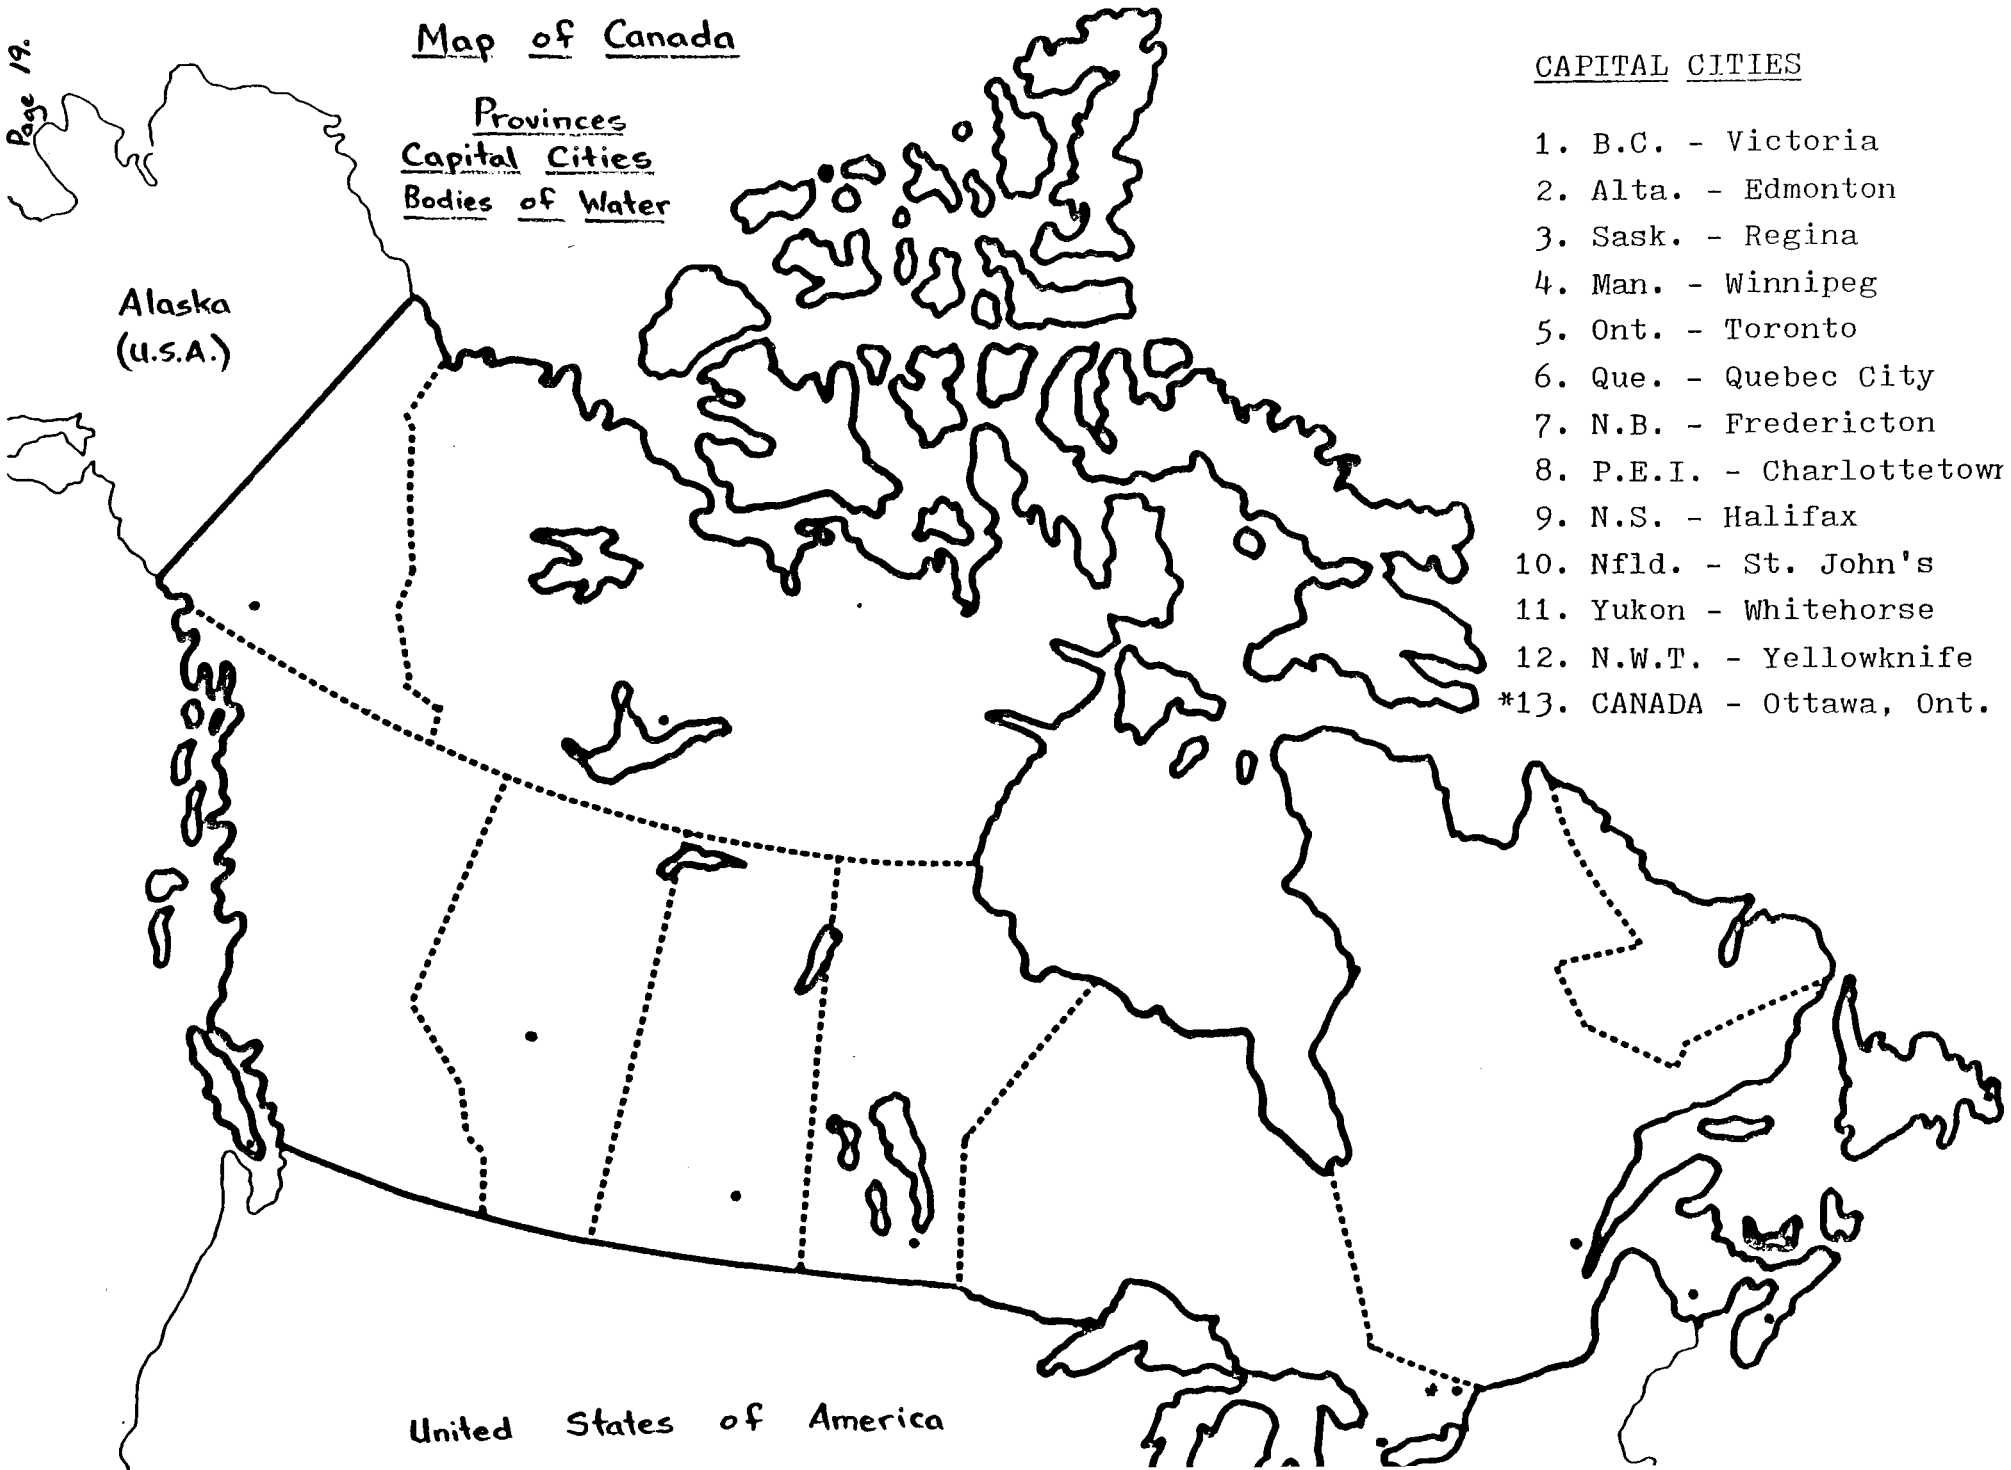 Page 19.
Map of Canada
Provinces
Capital Cities
Bodies of Water
Alaska
(U.S.A.)
United States of America
CAPITAL CITIES
1. B.C. - Victoria
2. Alta. - Edmonton
3. Sask. - Regina
4. Man. - Winnipeg
5. Ont. - Toronto
6. Que. - Quebec City
7. N.B. - Fredericton
8. P.E.I. - Charlottetown
9. N.S. - Halifax
10. Nfld. - St. John's
11. Yukon - Whitehorse
12. N.W.T. - Yellowknife
*13. CANADA - Ottawa, Ont.